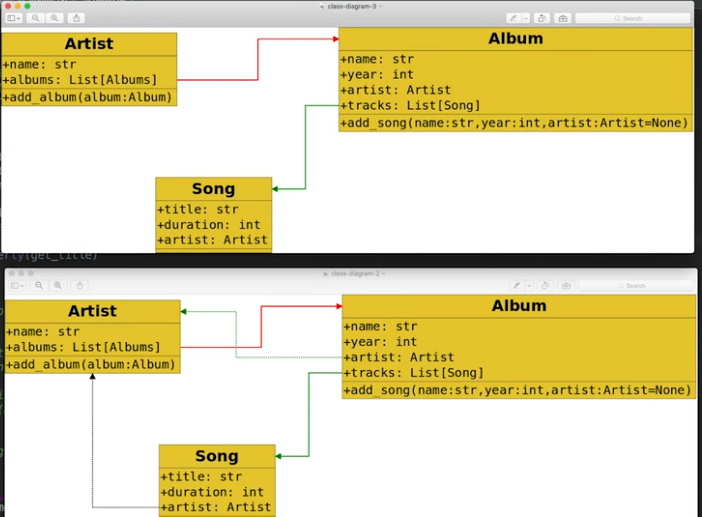 class-diagram-3
Search
Artist
+name: str
+albums: List[Albums]
+add_album(album:Album)
Album
+name: str
+year: int
+artist: Artist
+tracks: List[Song]
+add_song(name:str,year:int,artist:Artist=None)
Song
+title: str
+duration: int
+artist: Artist
erty(get_title)
class-diagram-2
Search
Artist
+name: str
+albums: List[Albums]
+add_album(album:Album)
Album
+name: str
+year: int
+artist: Artist
+tracks: List[Song]
+add_song(name:str,year:int,artist:Artist=None)
Song
+title: str
+duration: int
+artist: Artist